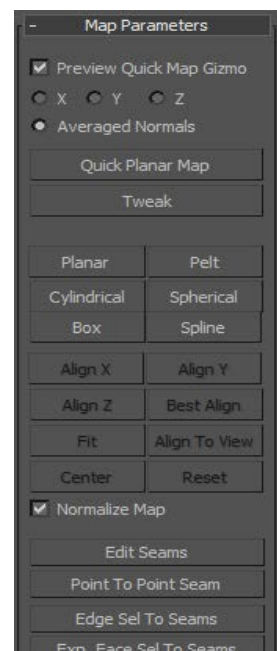 - Map Parameters
Preview Quick Map Gizmo
X Y Z
Averaged Normals
Quick Planar Map
Tweak
Planar Pelt
Cylindrical Spherical
Box Spline
Align X Align Y
Align Z Best Align
Fit Align To View
Center Reset
Normalize Map
Edit Seams
Point To Point Seam
Edge Sel To Seams
Exp. Face Sel To Seams